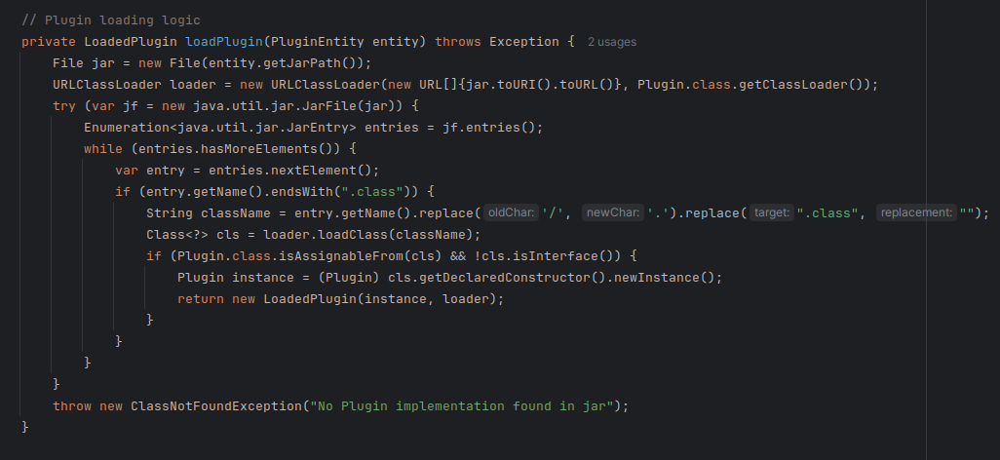 // Plugin loading logic
private LoadedPlugin loadPlugin(PluginEntity entity) throws Exception { 2 usages
    File jar = new File(entity.getJarPath());
    URLClassLoader loader = new URLClassLoader(new URL[]{jar.toURI().toURL()}, Plugin.class.getClassLoader());
    try (var jf = new java.util.jar.JarFile(jar)) {
        Enumeration<java.util.jar.JarEntry> entries = jf.entries();
        while (entries.hasMoreElements()) {
            var entry = entries.nextElement();
            if (entry.getName().endsWith(".class")) {
                String className = entry.getName().replace( oldChar: '/', newChar: '.').replace( target: ".class", replacement: "");
                Class<?> cls = loader.loadClass(className);
                if (Plugin.class.isAssignableFrom(cls) && !cls.isInterface()) {
                    Plugin instance = (Plugin) cls.getDeclaredConstructor().newInstance();
                    return new LoadedPlugin(instance, loader);
                }
            }
        }
    }
    throw new ClassNotFoundException("No Plugin implementation found in jar");
}